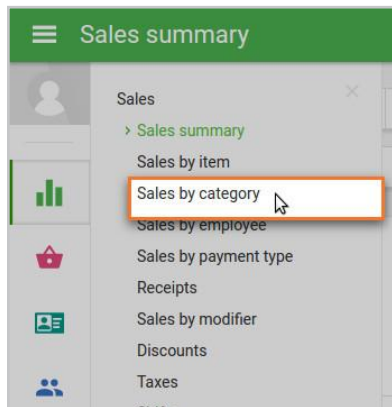 Sales summary
Sales
› Sales summary
Sales by item
Sales by category
Sales by employee
Sales by payment type
Receipts
Sales by modifier
Discounts
Taxes